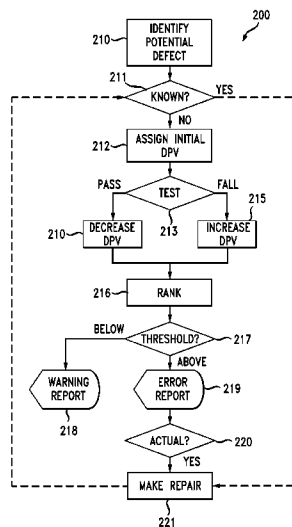 200
210
IDENTIFY
POTENTIAL
DEFECT
211
KNOWN?
YES
NO
212
ASSIGN INITIAL
DPV
PASS
TEST
FALL
213
215
210
DECREASE
DPV
INCREASE
DPV
216
RANK
BELOW
THRESHOLD?
217
ABOVE
WARNING
REPORT
218
ERROR
REPORT
219
ACTUAL?
220
YES
MAKE REPAIR
221